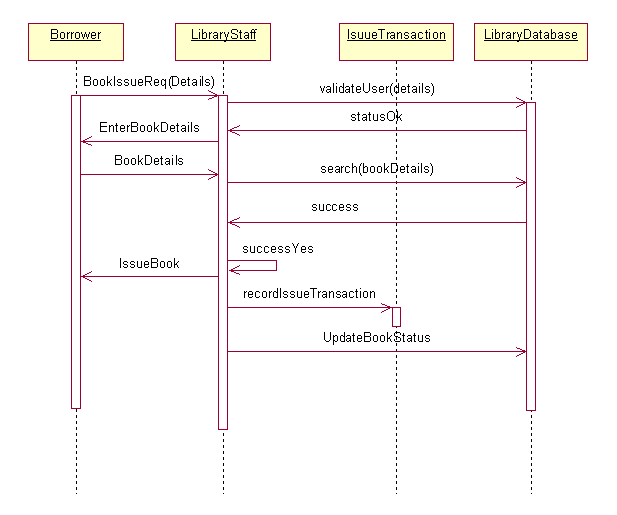 Borrower
LibraryStaff
IsuueTransaction
LibraryDatabase
BookIssueReq(Details)
validateUser(details)
statusOk
EnterBookDetails
BookDetails
search(bookDetails)
success
successYes
IssueBook
recordIssueTransaction
UpdateBookStatus